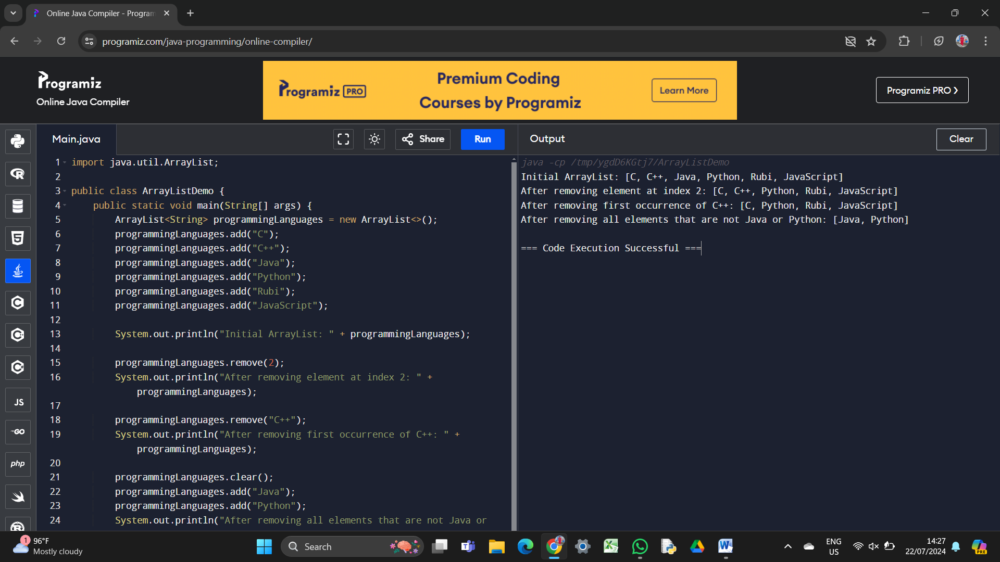 Online Java Compiler - Program
programiz.com/java-programming/online-compiler/
Programiz
Online Java Compiler
Programiz PRO
Premium Coding
Courses by Programiz
Learn More
Programiz PRO ❯
Main.java
Share
Run
Output
Clear
1 import java.util.ArrayList;
2
3 public class ArrayListDemo {
4 public static void main(String[] args) {
5 ArrayList<String> programmingLanguages = new ArrayList<>();
6 programmingLanguages.add("C");
7 programmingLanguages.add("C++");
8 programmingLanguages.add("Java");
9 programmingLanguages.add("Python");
10 programmingLanguages.add("Rubi");
11 programmingLanguages.add("JavaScript");
12
13 System.out.println("Initial ArrayList: " + programmingLanguages);
14
15 programmingLanguages.remove(2);
16 System.out.println("After removing element at index 2: " +
programmingLanguages);
17
18 programmingLanguages.remove("C++");
19 System.out.println("After removing first occurrence of C++: " +
programmingLanguages);
20
21 programmingLanguages.clear();
22 programmingLanguages.add("Java");
23 programmingLanguages.add("Python");
24 System.out.println("After removing all elements that are not Java or
java -cp /tmp/ygdD6KGtj7/ArrayListDemo
Initial ArrayList: [C, C++, Java, Python, Rubi, JavaScript]
After removing element at index 2: [C, C++, Python, Rubi, JavaScript]
After removing first occurrence of C++: [C, Python, Rubi, JavaScript]
After removing all elements that are not Java or Python: [Java, Python]
=== Code Execution Successful ===
R
5
C
C
C
JS
GO
php
R
1
96°F
Mostly cloudy
Search
ENG
US
14:27
22/07/2024
PRE